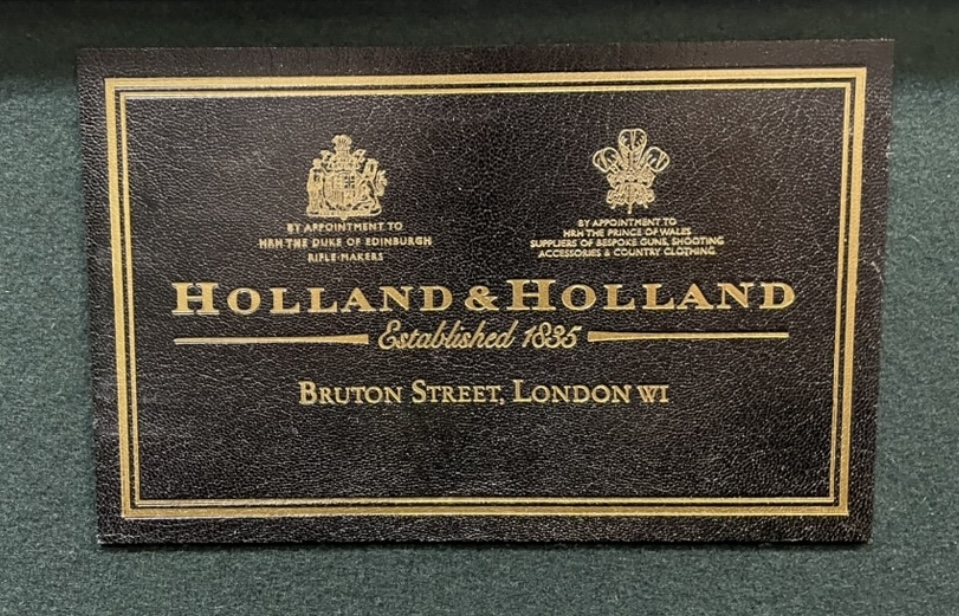 BY APPOINTMENT TO
HRH THE DUKE OF EDINBURGH
RIFLE MAKERS
BY APPOINTMENT TO
HRH THE PRINCE OF WALES
SUPPLIERS OF BESPOKE GUNS, SHOOTING
ACCESSORIES & COUNTRY CLOTHING
HOLLAND & HOLLAND
Established 1835
BRUTON STREET, LONDON W1